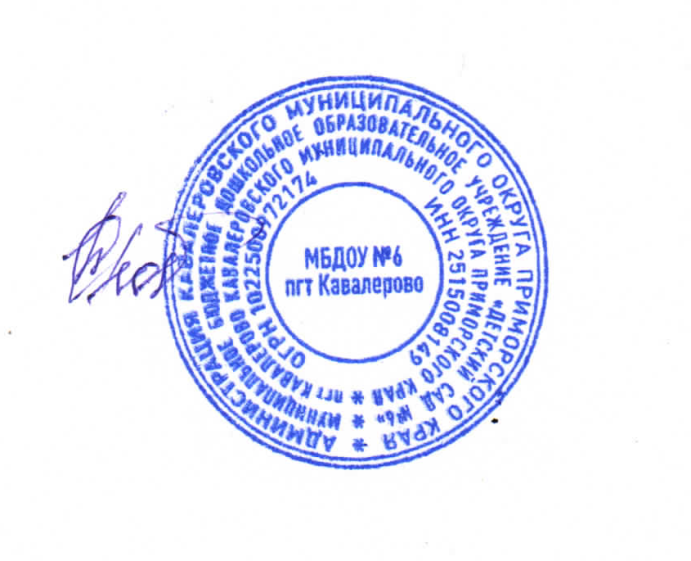 АДМИНИСТРАЦИЯ КАВАЛЕРОВСКОГО МУНИЦИПАЛЬНОГО ОКРУГА ПРИМОРСКОГО КРАЯ *
МУНИЦИПАЛЬНОЕ БЮДЖЕТНОЕ ДОШКОЛЬНОЕ ОБРАЗОВАТЕЛЬНОЕ УЧРЕЖДЕНИЕ «ДЕТСКИЙ САД №6» *
пгт КАВАЛЕРОВО КАВАЛЕРОВСКОГО МУНИЦИПАЛЬНОГО ОКРУГА ПРИМОРСКОГО КРАЯ *
ОГРН
ИНН 2515008149
МБДОУ №6
пгт Кавалерово